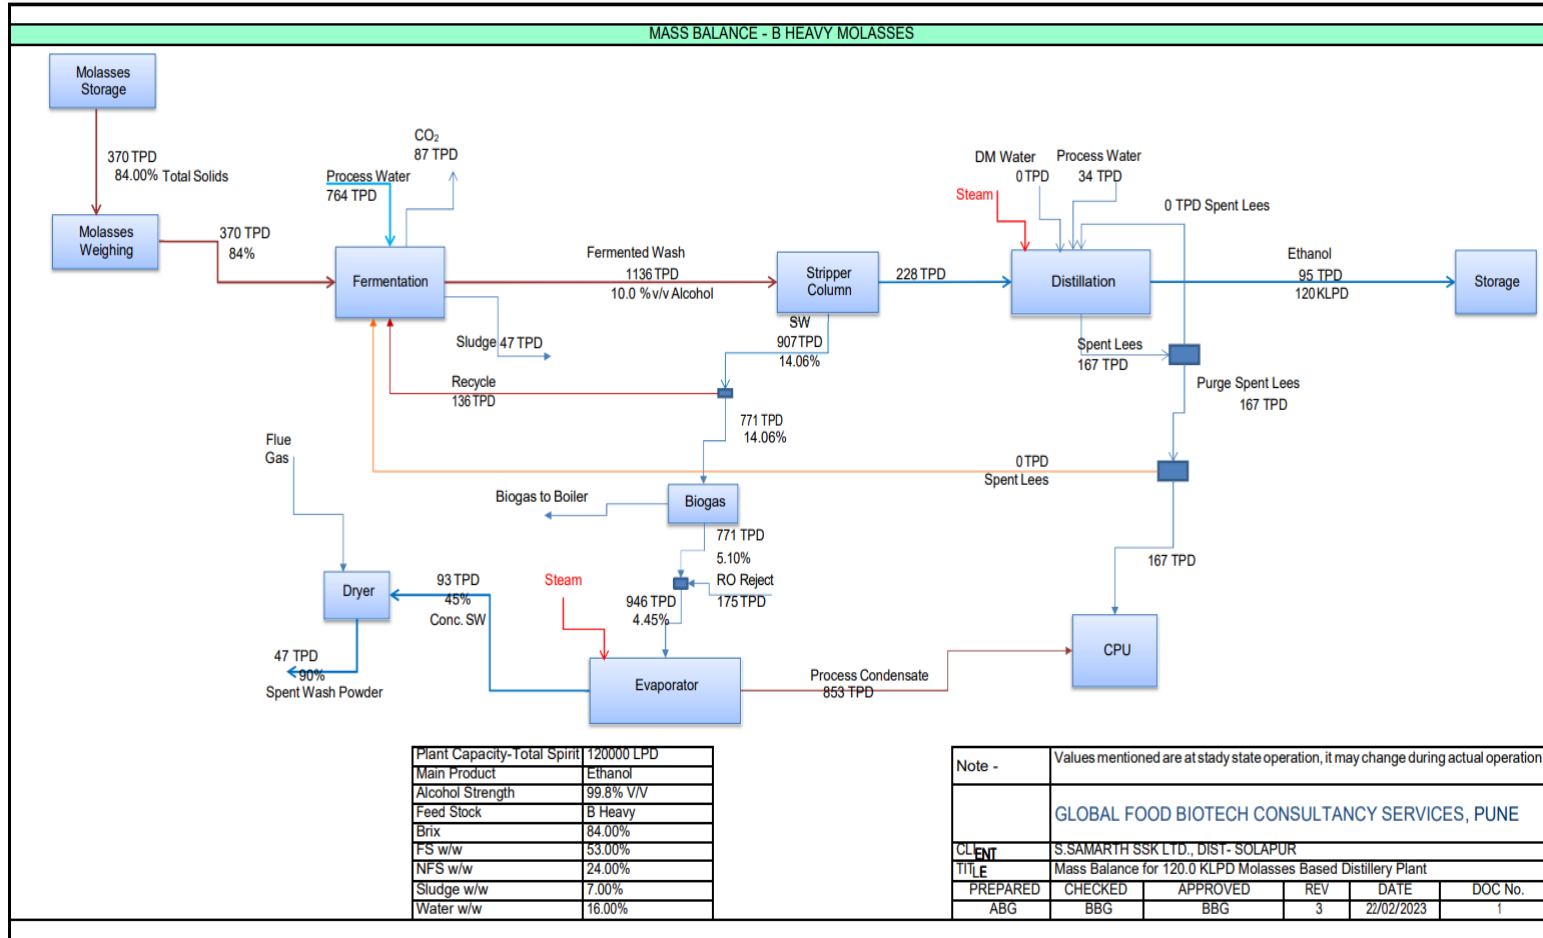 MASS BALANCE - B HEAVY MOLASSES
Molasses
Storage
370 TPD
84.00% Total Solids
Molasses
Weighing
370 TPD
84%
Process Water
764 TPD
CO₂
87 TPD
Fermentation
Sludge 47 TPD
Fermented Wash
1136 TPD
10.0 %v/v Alcohol
Stripper
Column
228 TPD
SW
907 TPD
14.06%
Recycle
136 TPD
DM Water
0 TPD
Process Water
34 TPD
Steam
0 TPD Spent Lees
Distillation
Ethanol
95 TPD
120 KLPD
Storage
Spent Lees
167 TPD
Purge Spent Lees
167 TPD
771 TPD
14.06%
0 TPD
Spent Lees
Flue
Gas
Biogas to Boiler
Biogas
771 TPD
5.10%
RO Reject
175 TPD
946 TPD
4.45%
167 TPD
Steam
Dryer
93 TPD
45%
Conc. SW
47 TPD
90%
Spent Wash Powder
Evaporator
Process Condensate
853 TPD
CPU
Plant Capacity-Total Spirit 120000 LPD
Main Product Ethanol
Alcohol Strength 99.8% V/V
Feed Stock B Heavy
Brix 84.00%
FS w/w 53.00%
NFS w/w 24.00%
Sludge w/w 7.00%
Water w/w 16.00%
Note - Values mentioned are at stady state operation, it may change during actual operation
GLOBAL FOOD BIOTECH CONSULTANCY SERVICES, PUNE
CLIENT S.SAMARTH SSK LTD., DIST- SOLAPUR
TITLE Mass Balance for 120.0 KLPD Molasses Based Distillery Plant
PREPARED CHECKED APPROVED REV DATE DOC No.
ABG BBG BBG 3 22/02/2023 1